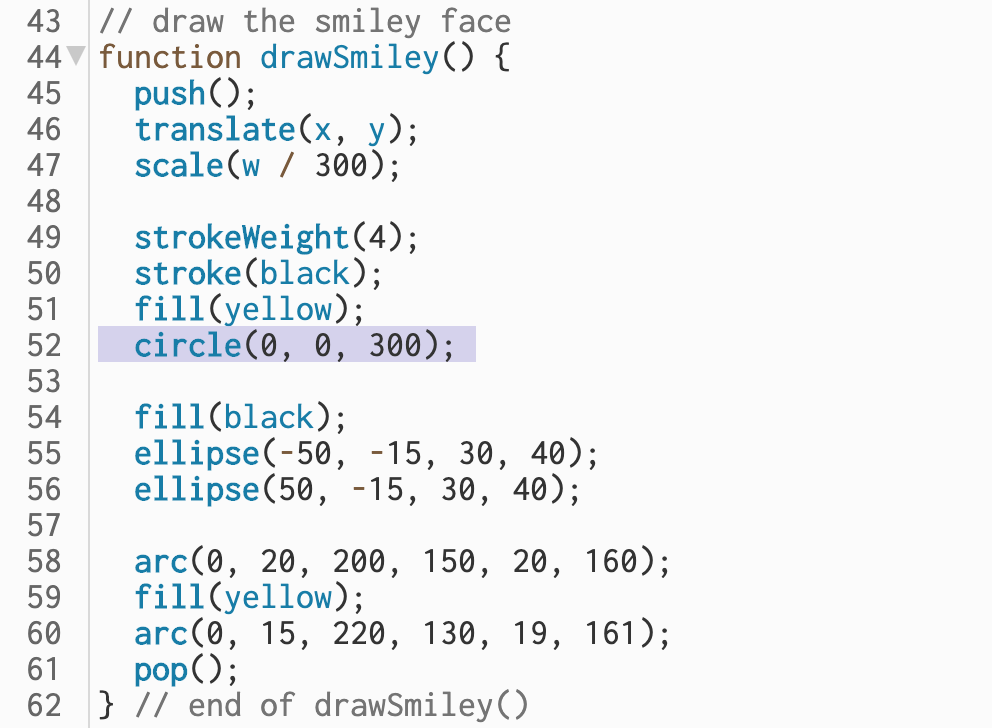 43 // draw the smiley face
44 function drawSmiley() {
45 push();
46 translate(x, y);
47 scale(w / 300);
48
49 strokeWeight(4);
50 stroke(black);
51 fill(yellow);
52 circle(0, 0, 300);
53
54 fill(black);
55 ellipse(-50, -15, 30, 40);
56 ellipse(50, -15, 30, 40);
57
58 arc(0, 20, 200, 150, 20, 160);
59 fill(yellow);
60 arc(0, 15, 220, 130, 19, 161);
61 pop();
62 } // end of drawSmiley()